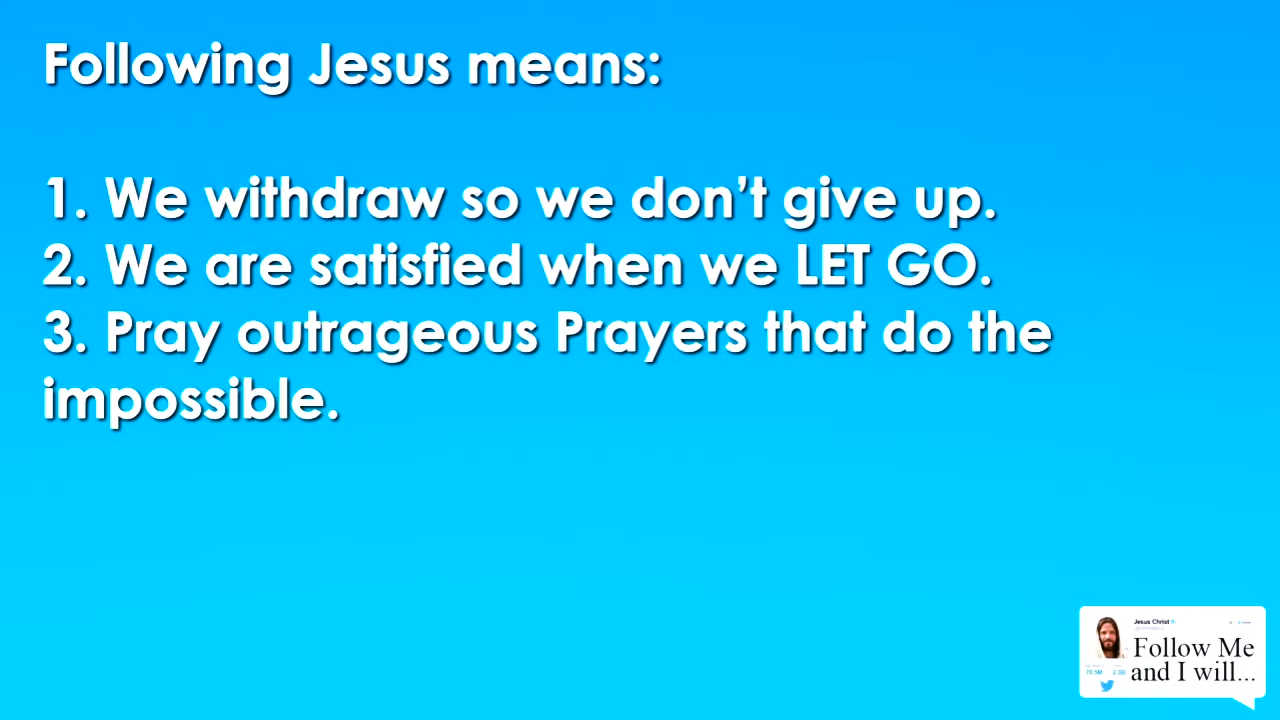 Following Jesus means:
1. We withdraw so we don’t give up.
2. We are satisfied when we LET GO.
3. Pray outrageous Prayers that do the
impossible.
Jesus Christ
Follow Me
and I will...